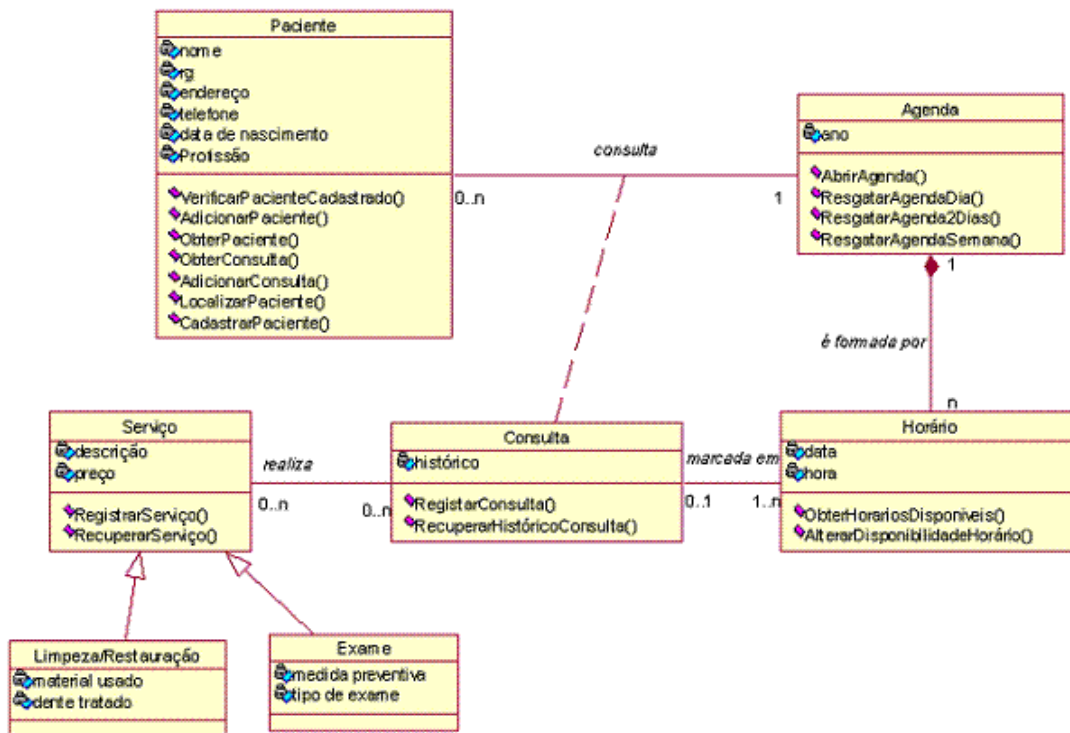 Paciente
nome
rg
endereço
telefone
data de nascimento
Profissão
VerificarPacienteCadastrado()
AdicionarPaciente()
ObterPaciente()
ObterConsulta()
AdicionarConsulta()
LocalizarPaciente()
CadastrarPaciente()
consulta
0..n
1
Agenda
ano
AbrirAgenda()
ResgatarAgendaDia()
ResgatarAgenda2Dias()
ResgatarAgendaSemana()
1
é formada por
n
Serviço
descrição
preço
RegistrarServiço()
RecuperarServiço()
realiza
0..n
0..n
Consulta
histórico
RegistarConsulta()
RecuperarHistóricoConsulta()
marcada em
0..1
1..n
Horário
data
hora
ObterHorariosDisponiveis()
AlterarDisponibilidadeHorário()
Limpeza/Restauração
material usado
dente tratado
Exame
medida preventiva
tipo de exame